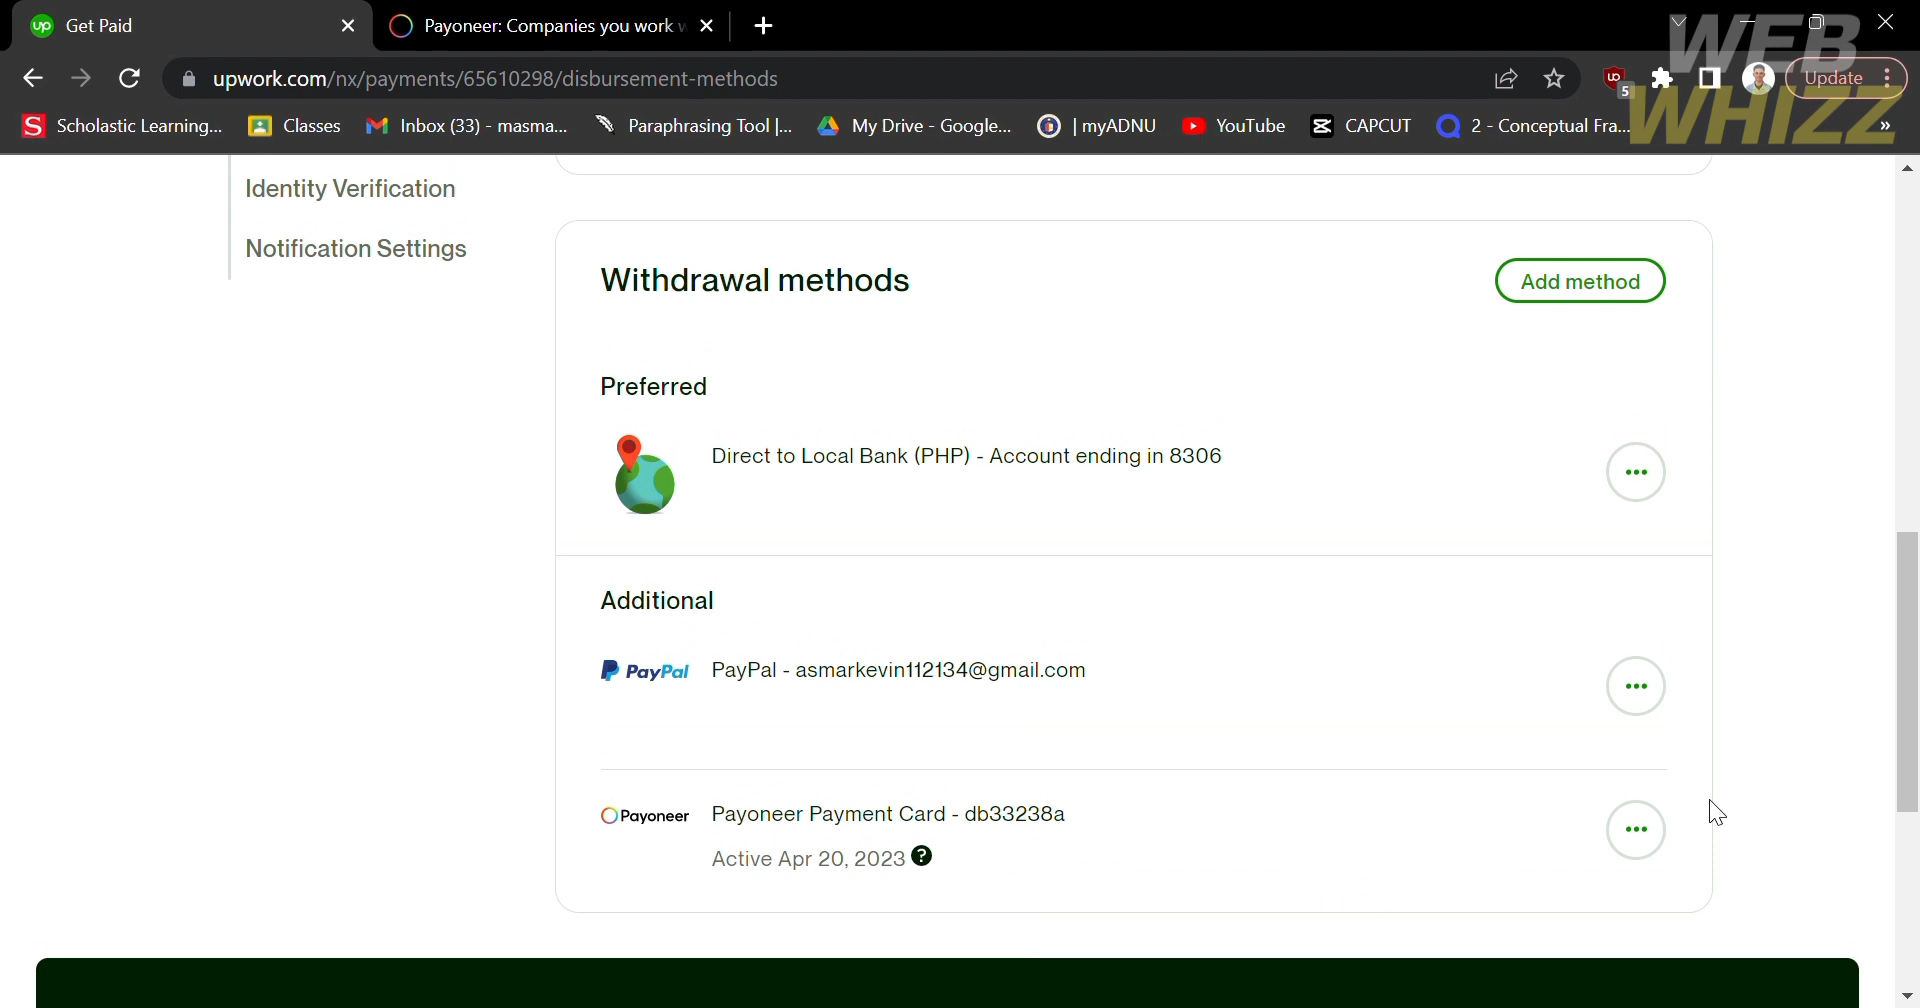 Get Paid
Payoneer: Companies you work w
upwork.com/nx/payments/65610298/disbursement-methods
5
Update
WEB
WHIZZ
Scholastic Learning...
Classes
Inbox (33) - masma...
Paraphrasing Tool |...
My Drive - Google...
| myADNU
YouTube
CAPCUT
2 - Conceptual Fra...
»
Identity Verification
Notification Settings
Withdrawal methods
Add method
Preferred
Direct to Local Bank (PHP) - Account ending in 8306
Additional
PayPal
PayPal - asmarkevin112134@gmail.com
Payoneer
Payoneer Payment Card - db33238a
Active Apr 20, 2023 ?